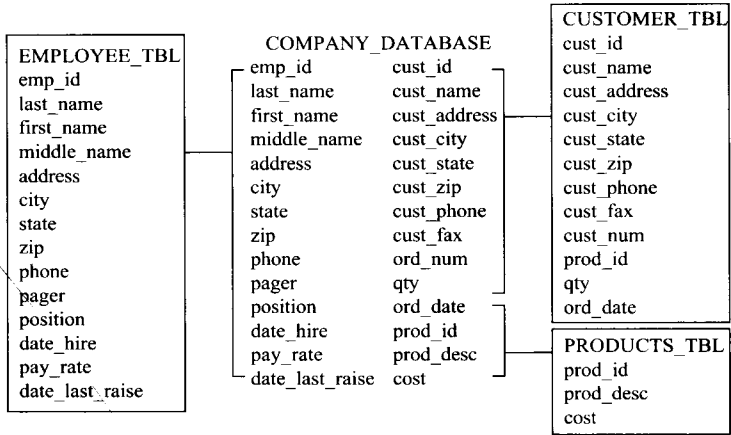 EMPLOYEE_TBL
emp_id
last_name
first_name
middle_name
address
city
state
zip
phone
pager
position
date_hire
pay_rate
date_last_raise
COMPANY_DATABASE
emp_id cust_id
last_name cust_name
first_name cust_address
middle_name cust_city
address cust_state
city cust_zip
state cust_phone
zip cust_fax
phone ord_num
pager qty
position ord_date
date_hire prod_id
pay_rate prod_desc
date_last_raise cost
CUSTOMER_TBL
cust_id
cust_name
cust_address
cust_city
cust_state
cust_zip
cust_phone
cust_fax
cust_num
prod_id
qty
ord_date
PRODUCTS_TBL
prod_id
prod_desc
cost